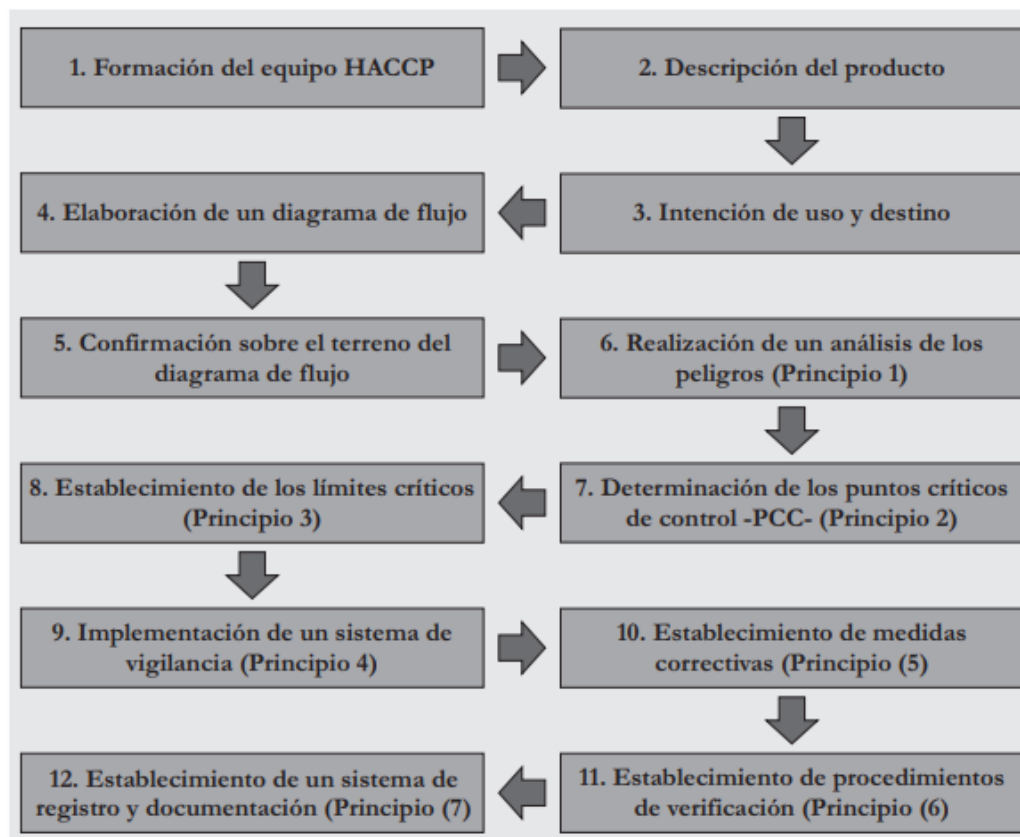 1. Formación del equipo HACCP
2. Descripción del producto
3. Intención de uso y destino
4. Elaboración de un diagrama de flujo
5. Confirmación sobre el terreno del
diagrama de flujo
6. Realización de un análisis de los
peligros (Principio 1)
7. Determinación de los puntos críticos
de control -PCC- (Principio 2)
8. Establecimiento de los límites críticos
(Principio 3)
9. Implementación de un sistema de
vigilancia (Principio 4)
10. Establecimiento de medidas
correctivas (Principio (5)
11. Establecimiento de procedimientos
de verificación (Principio (6)
12. Establecimiento de un sistema de
registro y documentación (Principio (7)